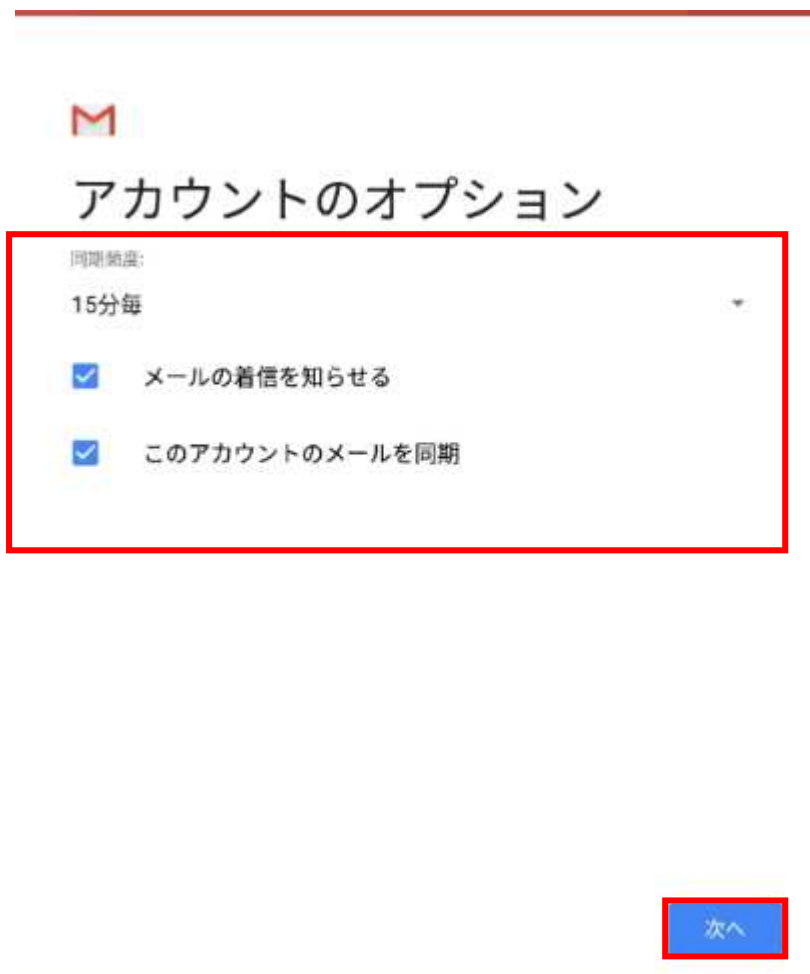 アカウントのオプション
同期頻度:
15分毎
メールの着信を知らせる
このアカウントのメールを同期
次へ